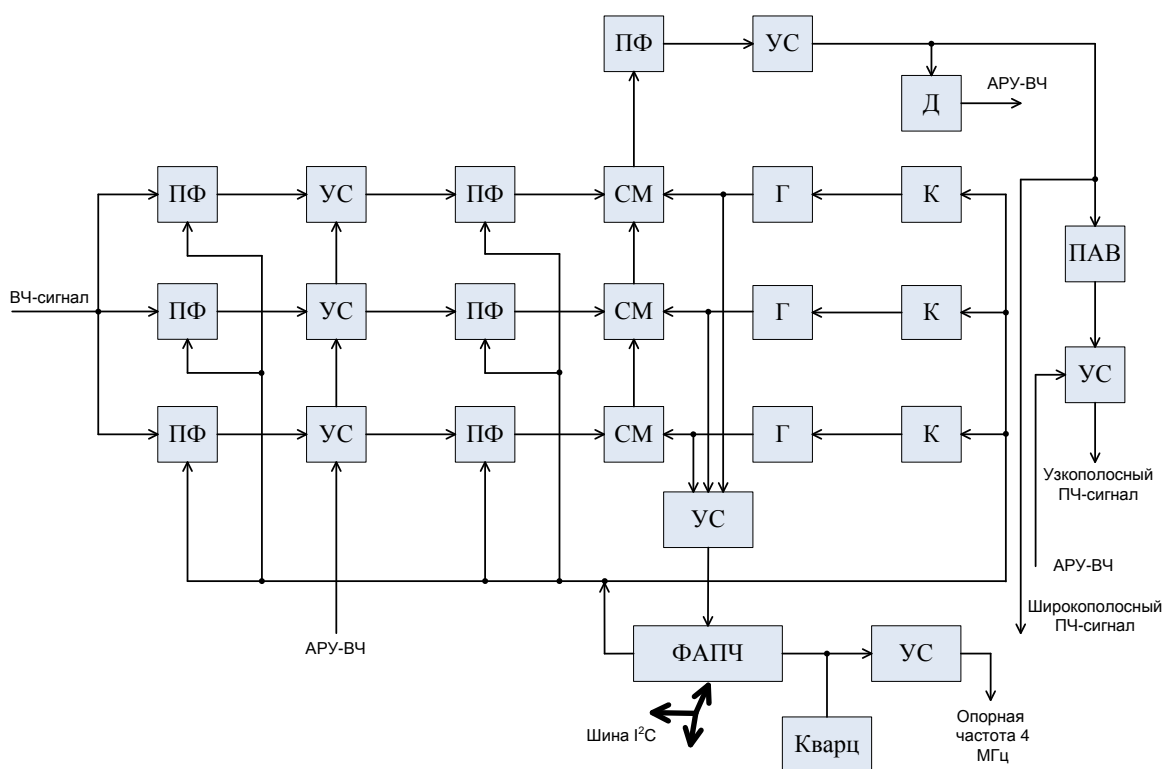 ПФ
УС
Д
АРУ-ВЧ
ПФ
УС
ПФ
СМ
Г
К
ПАВ
ВЧ-сигнал
ПФ
УС
ПФ
СМ
Г
К
УС
ПФ
УС
ПФ
СМ
Г
К
Узкополосный
ПЧ-сигнал
УС
АРУ-ВЧ
Широкополосный
ПЧ-сигнал
АРУ-ВЧ
ФАПЧ
УС
Шина I²C
Кварц
Опорная
частота 4
МГц